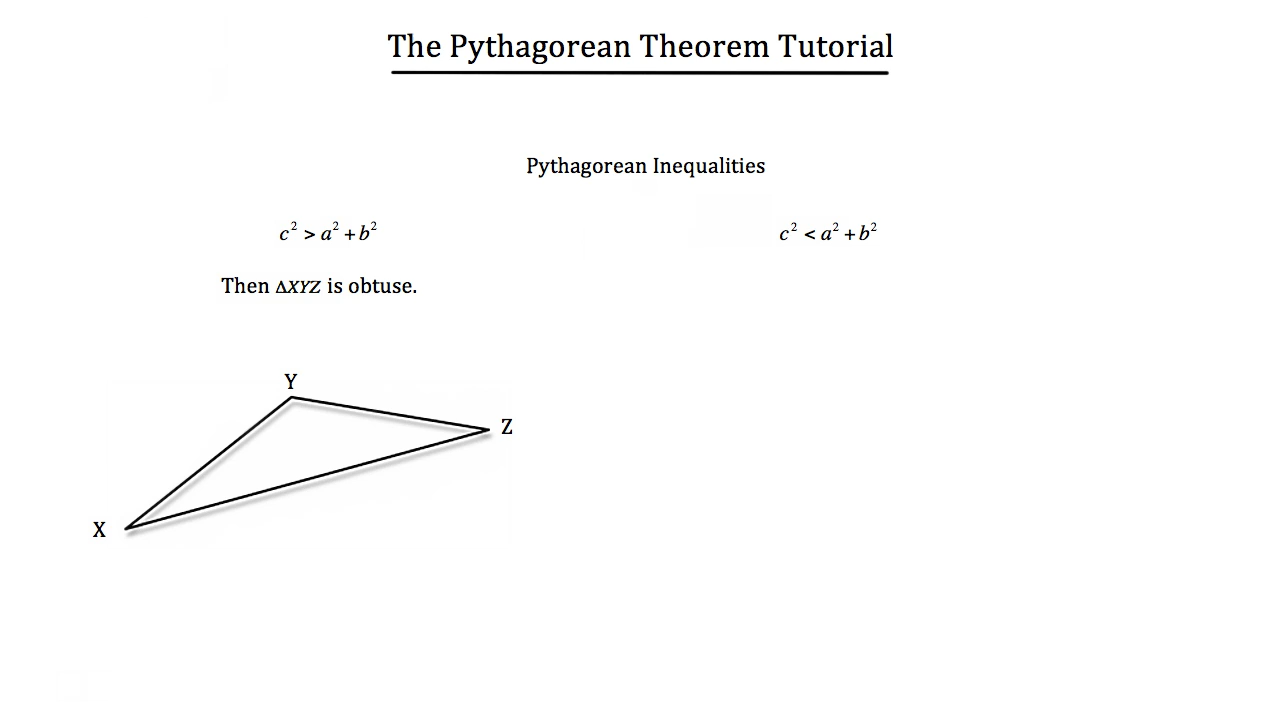 The Pythagorean Theorem Tutorial
Pythagorean Inequalities
c² > a² + b²
c² < a² + b²
Then ΔXYZ is obtuse.
Y
Z
X